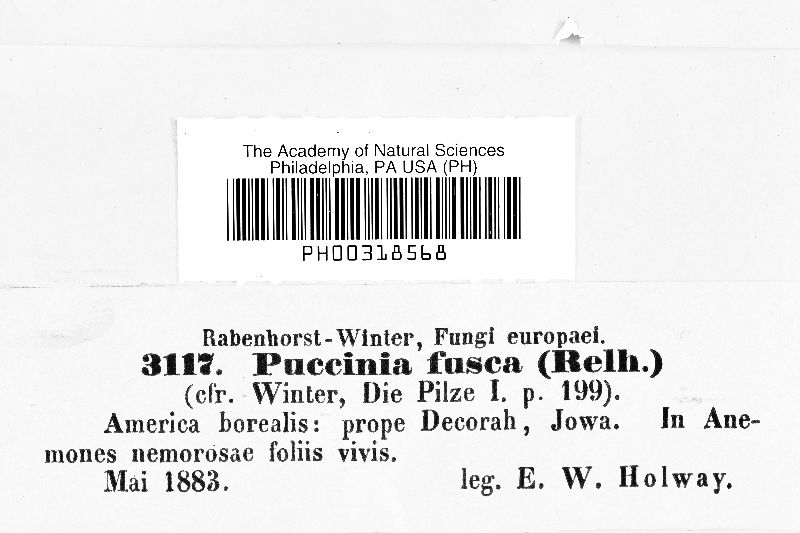 The Academy of Natural Sciences
Philadelphia, PA USA (PH)
PH00318568
Rabenhorst-Winter, Fungi europaei.
3117. Puccinia fusca (Relh.)
(cfr. Winter, Die Pilze I. p. 199).
America borealis: prope Decorah, Jowa. In Ane-
mones nemorosae foliis vivis.
Mai 1883. leg. E. W. Holway.